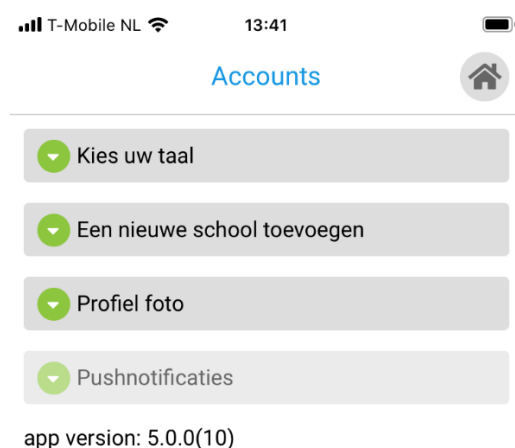 T-Mobile NL 13:41
Accounts
Kies uw taal
Een nieuwe school toevoegen
Profiel foto
Pushnotificaties
app version: 5.0.0(10)